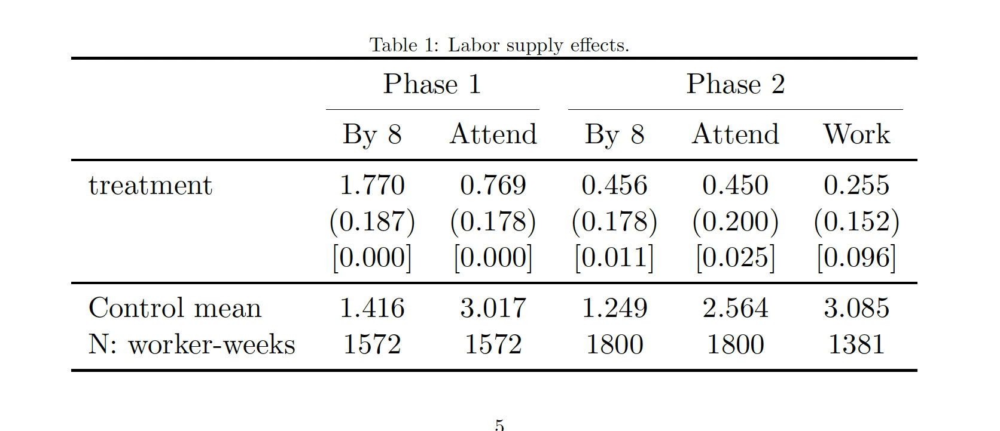 Table 1: Labor supply effects.
Phase 1 Phase 2
By 8 Attend By 8 Attend Work
treatment 1.770 0.769 0.456 0.450 0.255
(0.187) (0.178) (0.178) (0.200) (0.152)
[0.000] [0.000] [0.011] [0.025] [0.096]
Control mean 1.416 3.017 1.249 2.564 3.085
N: worker-weeks 1572 1572 1800 1800 1381
5